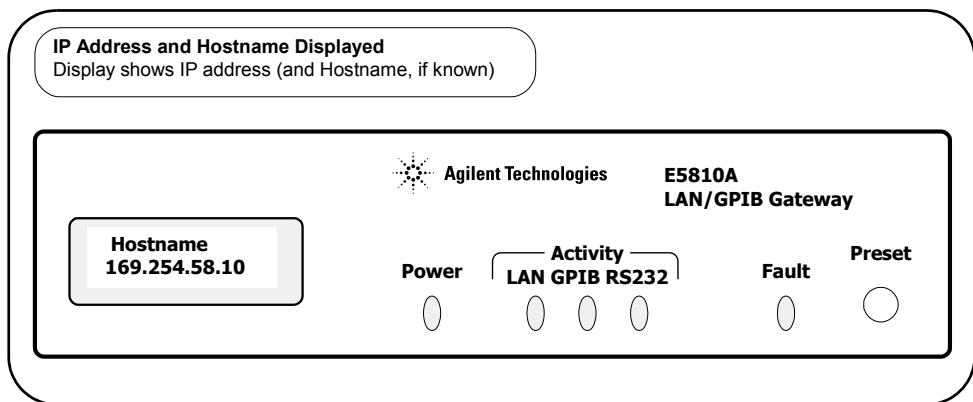 IP Address and Hostname Displayed
Display shows IP address (and Hostname, if known)
Agilent Technologies
E5810A
LAN/GPIB Gateway
Hostname
169.254.58.10
Power
Activity
LAN GPIB RS232
Fault
Preset